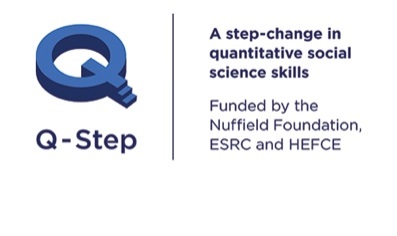 Q-Step
A step-change in
quantitative social
science skills
Funded by the
Nuffield Foundation,
ESRC and HEFCE